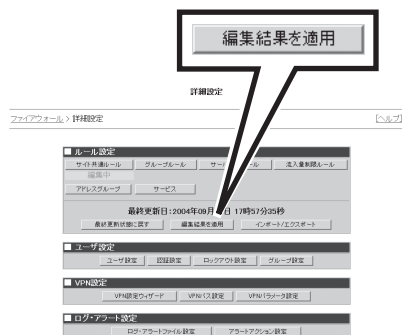 編集結果を適用
詳細設定
ファイアウォール > 詳細設定 [ヘルプ]
■ ルール設定
サイト共通ルール グループルール 流入量制限ルール
編集中
アドレスグループ サービス
最終更新日:2004年09月 日 17時57分35秒
最終更新状態に戻す 編集結果を適用 インポート/エクスポート
■ ユーザ設定
ユーザ設定 認証設定 ロックアウト設定 グループ設定
■ VPN設定
VPN設定ウィザード VPNパス設定 VPNパラメータ設定
■ ログ・アラート設定
ログ・アラートファイル設定 アラートアクション設定